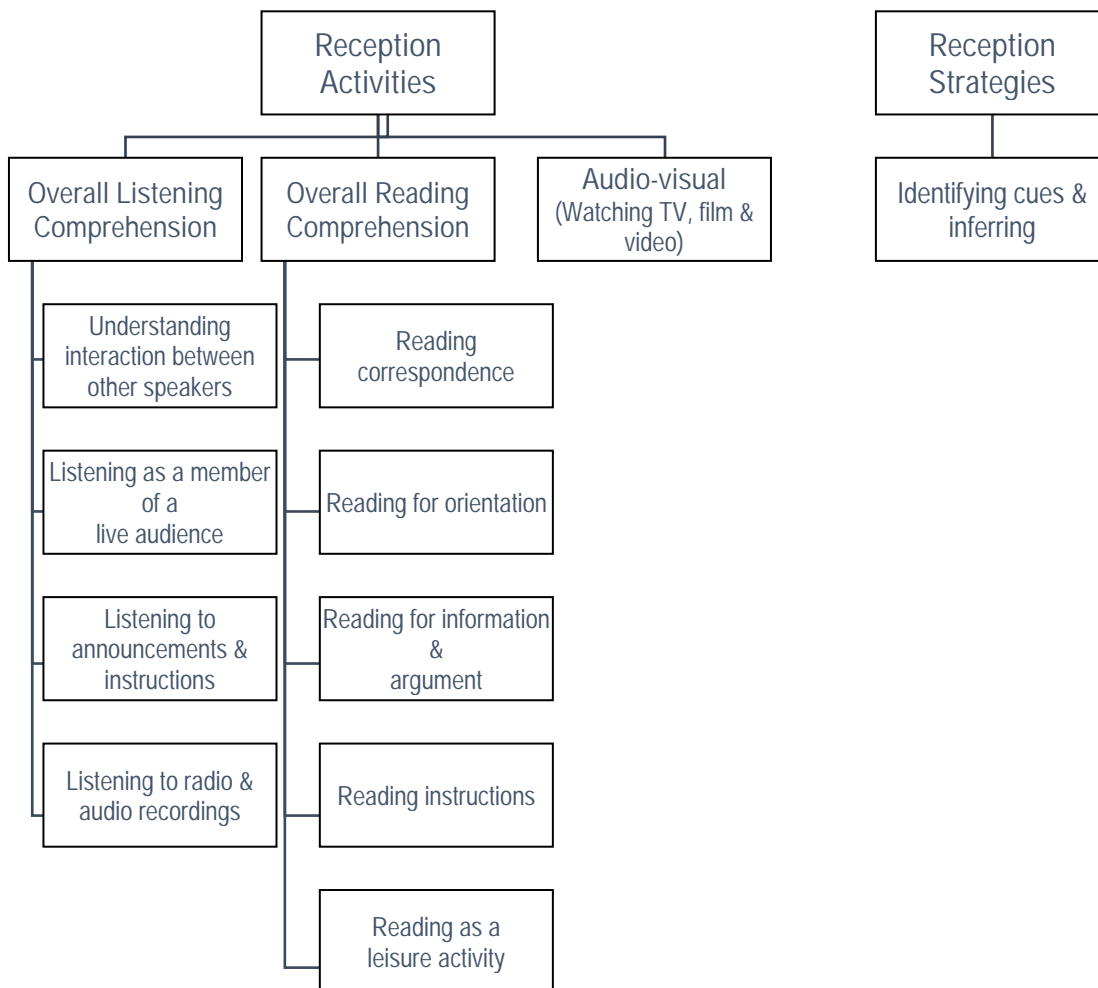 Reception
Activities
Reception
Strategies
Overall Listening
Comprehension
Overall Reading
Comprehension
Audio-visual
(Watching TV, film &
video)
Identifying cues &
inferring
Understanding
interaction between
other speakers
Reading
correspondence
Listening as a member
of a
live audience
Reading for orientation
Listening to
announcements &
instructions
Reading for information
&
argument
Listening to radio &
audio recordings
Reading instructions
Reading as a
leisure activity